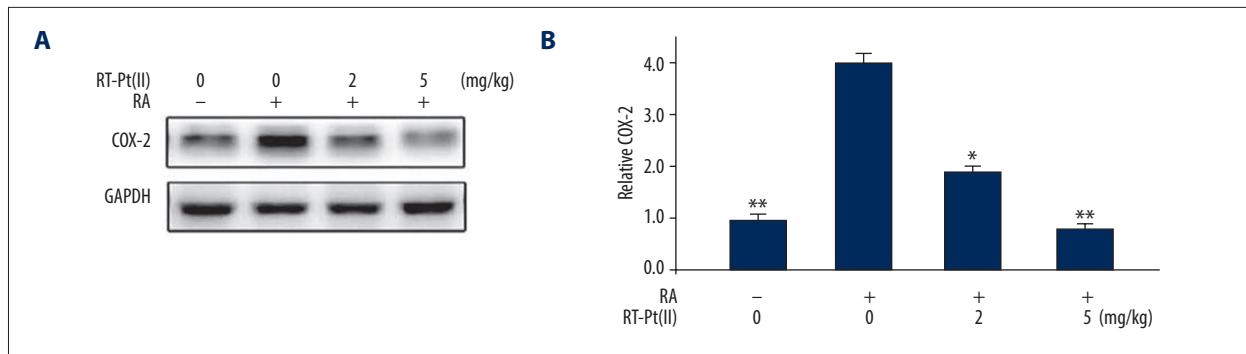 A
RT-Pt(II) 0 0 2 5 (mg/kg)
RA – + + +
COX-2
GAPDH
B
Relative COX-2
4.0
3.0
2.0
1.0
0.0
**
*
**
RA – + + +
RT-Pt(II) 0 0 2 5 (mg/kg)